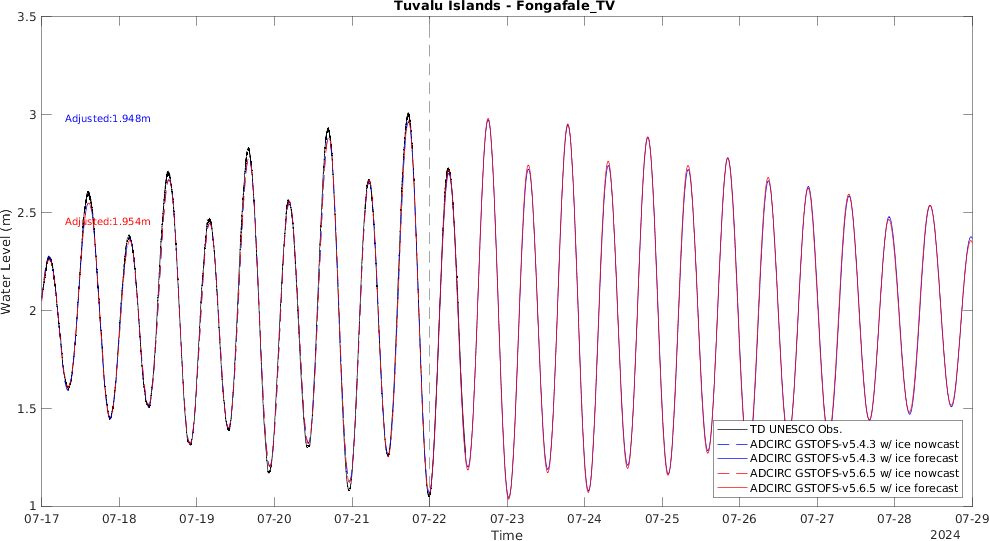 Tuvalu Islands - Fongafale_TV
3.5
3
2.5
2
1.5
1
Water Level (m)
Adjusted:1.948m
Adjusted:1.954m
TD UNESCO Obs.
ADCIRC GSTOFS-v5.4.3 w/ ice nowcast
ADCIRC GSTOFS-v5.4.3 w/ ice forecast
ADCIRC GSTOFS-v5.6.5 w/ ice nowcast
ADCIRC GSTOFS-v5.6.5 w/ ice forecast
07-17 07-18 07-19 07-20 07-21 07-22 07-23 07-24 07-25 07-26 07-27 07-28 07-29
Time
2024